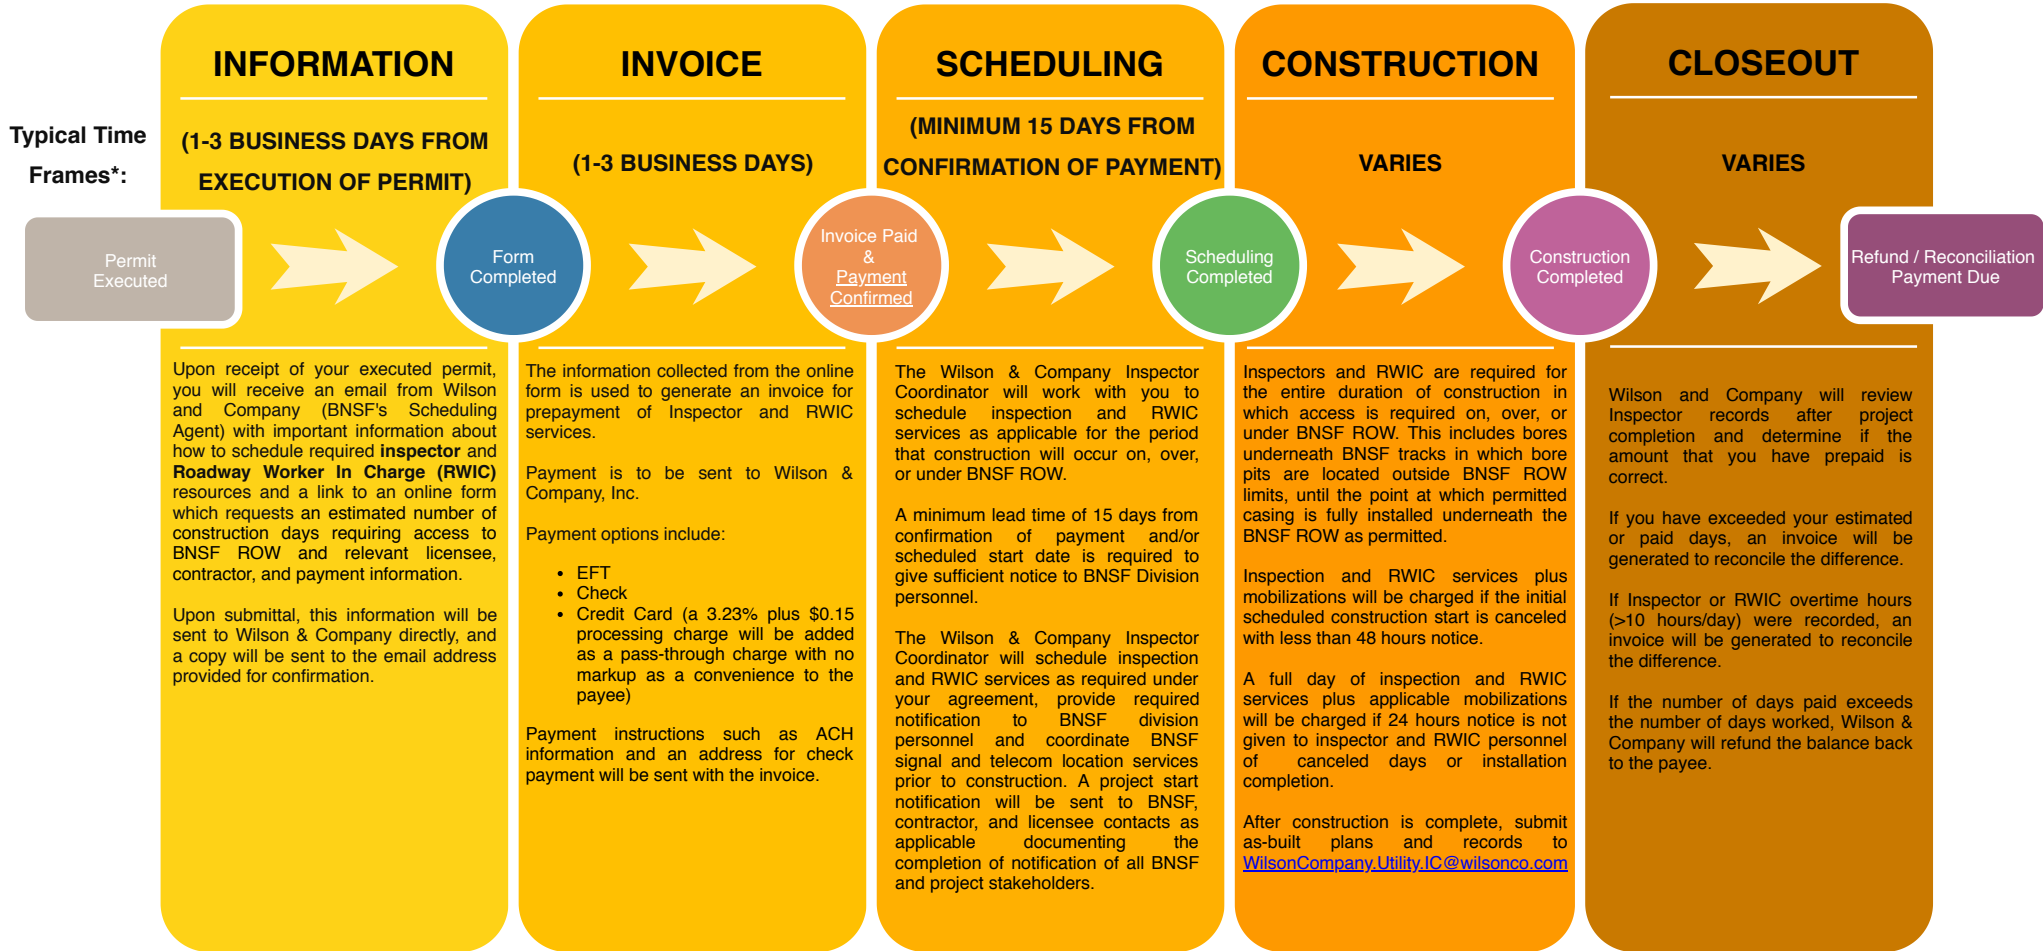 Typical Time
Frames*:
Permit
Executed
INFORMATION
(1-3 BUSINESS DAYS FROM
EXECUTION OF PERMIT)
Form
Completed
Upon receipt of your executed permit,
you will receive an email from Wilson
and Company (BNSF's Scheduling
Agent) with important information about
how to schedule required inspector and
Roadway Worker In Charge (RWIC)
resources and a link to an online form
which requests an estimated number of
construction days requiring access to
BNSF ROW and relevant licensee,
contractor, and payment information.
Upon submittal, this information will be
sent to Wilson & Company directly, and
a copy will be sent to the email address
provided for confirmation.
INVOICE
(1-3 BUSINESS DAYS)
Invoice Paid
&
Payment
Confirmed
The information collected from the online
form is used to generate an invoice for
prepayment of Inspector and RWIC
services.
Payment is to be sent to Wilson &
Company, Inc.
Payment options include:
• EFT
• Check
• Credit Card (a 3.23% plus $0.15
processing charge will be added
as a pass-through charge with no
markup as a convenience to the
payee)
Payment instructions such as ACH
information and an address for check
payment will be sent with the invoice.
SCHEDULING
(MINIMUM 15 DAYS FROM
CONFIRMATION OF PAYMENT)
Scheduling
Completed
The Wilson & Company Inspector
Coordinator will work with you to
schedule inspection and RWIC
services as applicable for the period
that construction will occur on, over,
or under BNSF ROW.
A minimum lead time of 15 days from
confirmation of payment and/or
scheduled start date is required to
give sufficient notice to BNSF Division
personnel.
The Wilson & Company Inspector
Coordinator will schedule inspection
and RWIC services as required under
your agreement, provide required
notification to BNSF division
personnel and coordinate BNSF
signal and telecom location services
prior to construction. A project start
notification will be sent to BNSF,
contractor, and licensee contacts as
applicable documenting the
completion of notification of all BNSF
and project stakeholders.
CONSTRUCTION
VARIES
Construction
Completed
Inspectors and RWIC are required for
the entire duration of construction in
which access is required on, over, or
under BNSF ROW. This includes bores
underneath BNSF tracks in which bore
pits are located outside BNSF ROW
limits, until the point at which permitted
casing is fully installed underneath the
BNSF ROW as permitted.
Inspection and RWIC services plus
mobilizations will be charged if the initial
scheduled construction start is canceled
with less than 48 hours notice.
A full day of inspection and RWIC
services plus applicable mobilizations
will be charged if 24 hours notice is not
given to inspector and RWIC personnel
of canceled days or installation
completion.
After construction is complete, submit
as-built plans and records to
WilsonCompany.Utility.IC@wilsonco.com
CLOSEOUT
VARIES
Refund / Reconciliation
Payment Due
Wilson and Company will review
Inspector records after project
completion and determine if the
amount that you have prepaid is
correct.
If you have exceeded your estimated
or paid days, an invoice will be
generated to reconcile the difference.
If Inspector or RWIC overtime hours
(>10 hours/day) were recorded, an
invoice will be generated to reconcile
the difference.
If the number of days paid exceeds
the number of days worked, Wilson &
Company will refund the balance back
to the payee.